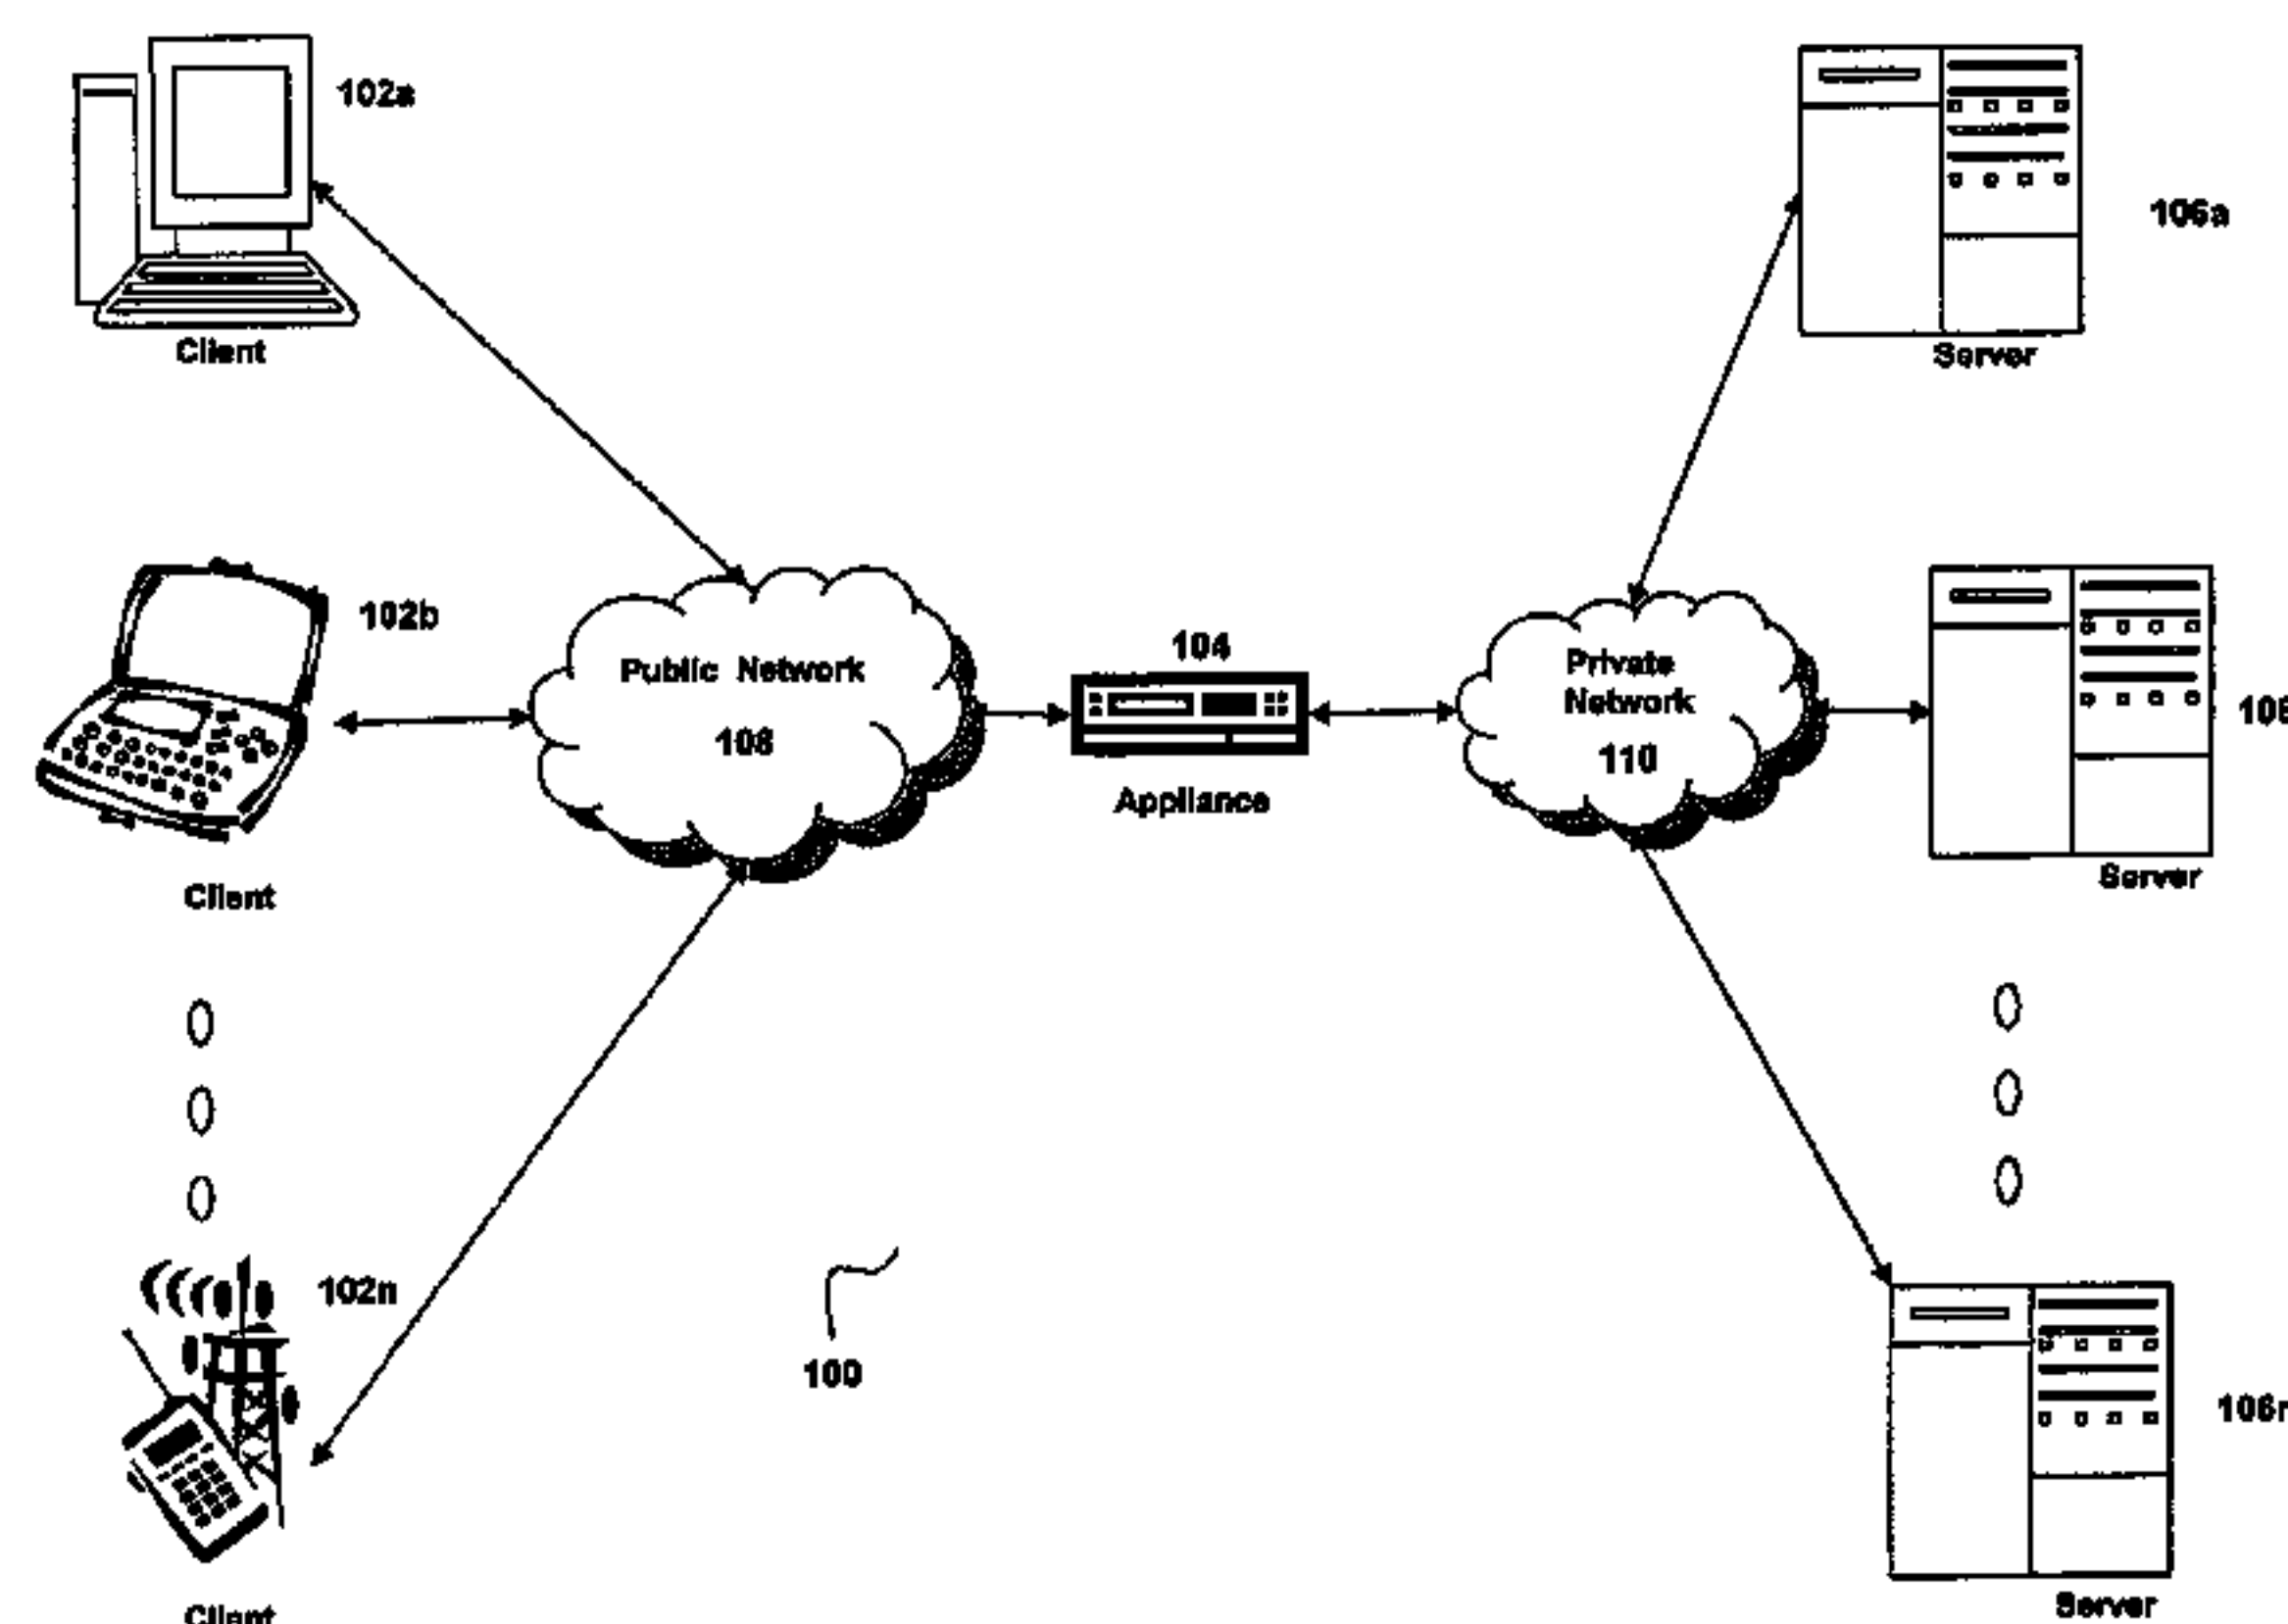 102a
Client
106a
Server
102b
Client
Public Network
108
104
Appliance
Private
Network
110
106
Server
102n
Client
100
106n
Server